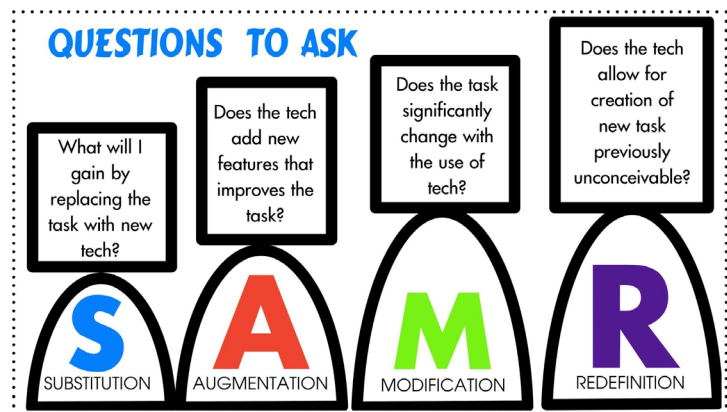 QUESTIONS TO ASK
What will I
gain by
replacing the
task with new
tech?
Does the tech
add new
features that
improves the
task?
Does the task
significantly
change with
the use of
tech?
Does the tech
allow for
creation of
new task
previously
unconceivable?
S
SUBSTITUTION
A
AUGMENTATION
M
MODIFICATION
R
REDEFINITION